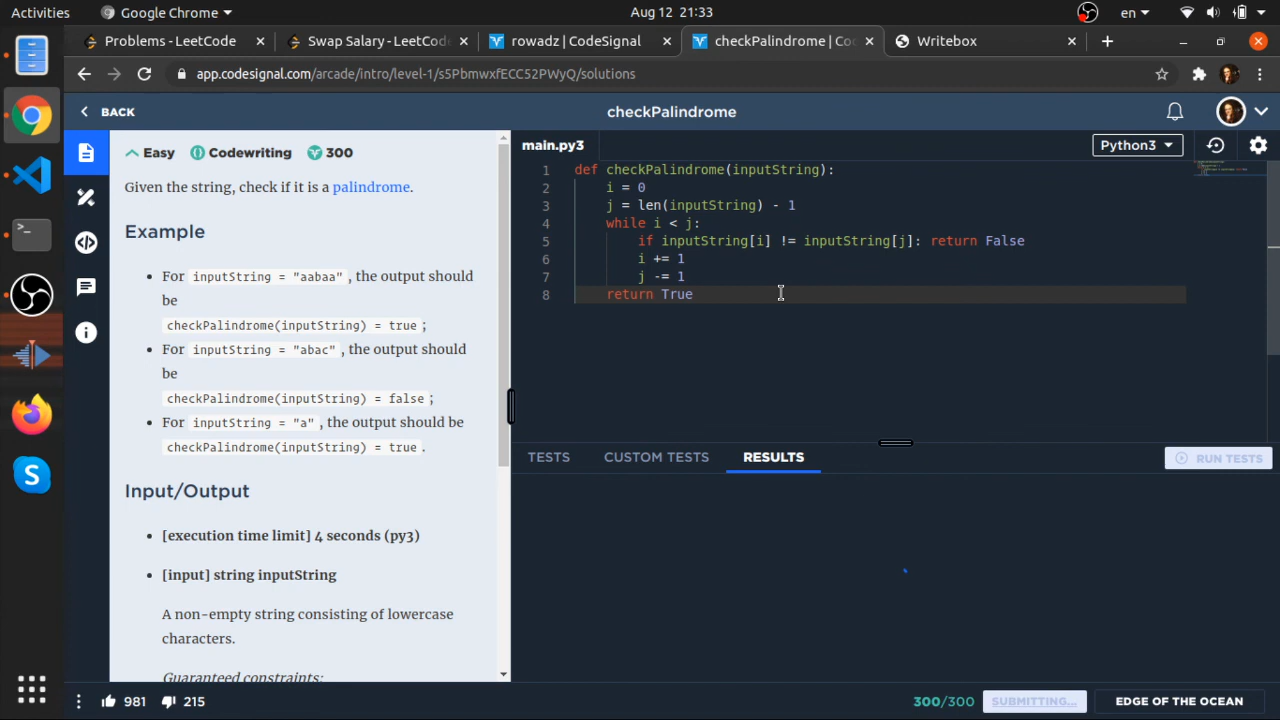 Activities
Google Chrome
Aug 12 21:33
en
Problems - LeetCode
Swap Salary - LeetCode
rowadz | CodeSignal
checkPalindrome | Co
Writebox
app.codesignal.com/arcade/intro/level-1/s5PbmwxfECC52PWyQ/solutions
BACK
checkPalindrome
Easy
Codewriting
300
Given the string, check if it is a palindrome.
Example
• For inputString = "aabaa", the output should
be
checkPalindrome(inputString) = true;
• For inputString = "abac", the output should
be
checkPalindrome(inputString) = false;
• For inputString = "a", the output should be
checkPalindrome(inputString) = true.
Input/Output
• [execution time limit] 4 seconds (py3)
• [input] string inputString
A non-empty string consisting of lowercase
characters.
Guaranteed constraints:
981
215
main.py3
Python3
1 def checkPalindrome(inputString):
2 i = 0
3 j = len(inputString) - 1
4 while i < j:
5 if inputString[i] != inputString[j]: return False
6 i += 1
7 j -= 1
8 return True
TESTS
CUSTOM TESTS
RESULTS
RUN TESTS
300/300
SUBMITTING...
EDGE OF THE OCEAN